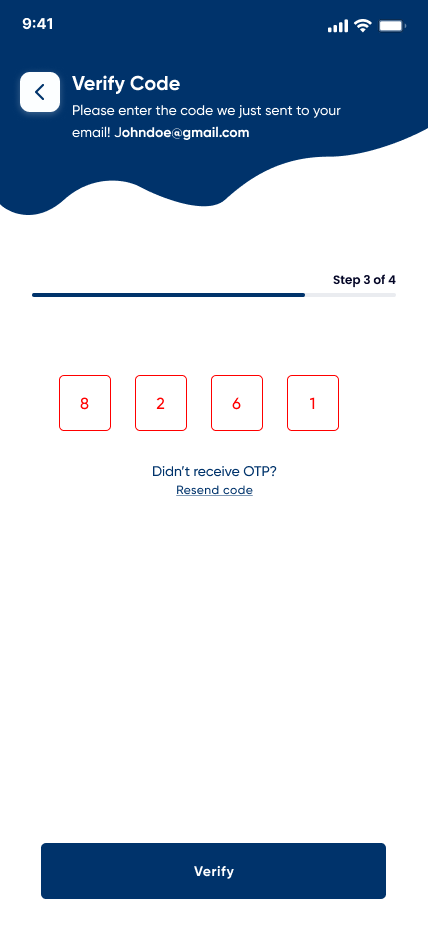 9:41
Verify Code
Please enter the code we just sent to your
email! Johndoe@gmail.com
Step 3 of 4
8 2 6 1
Didn’t receive OTP?
Resend code
Verify